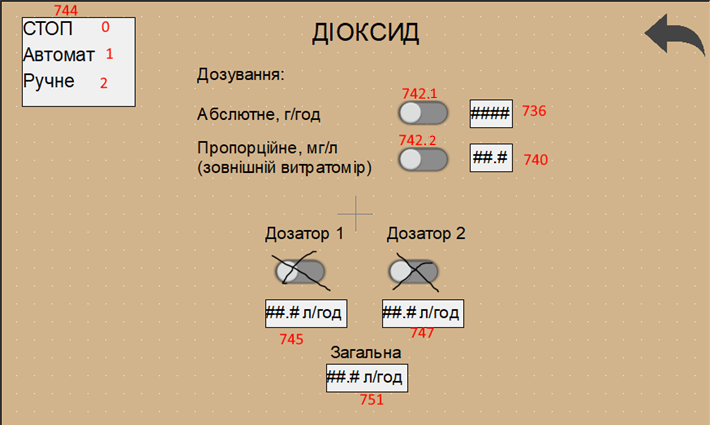 744
СТОП 0
Автомат 1
Ручне 2
ДІОКСИД
Дозування:
742.1
Абслютне, г/год #### 736
742.2
Пропорційне, мг/л ##.# 740
(зовнішній витратомір)
Дозатор 1 Дозатор 2
##.# л/год ##.# л/год
745 747
Загальна
##.# л/год
751